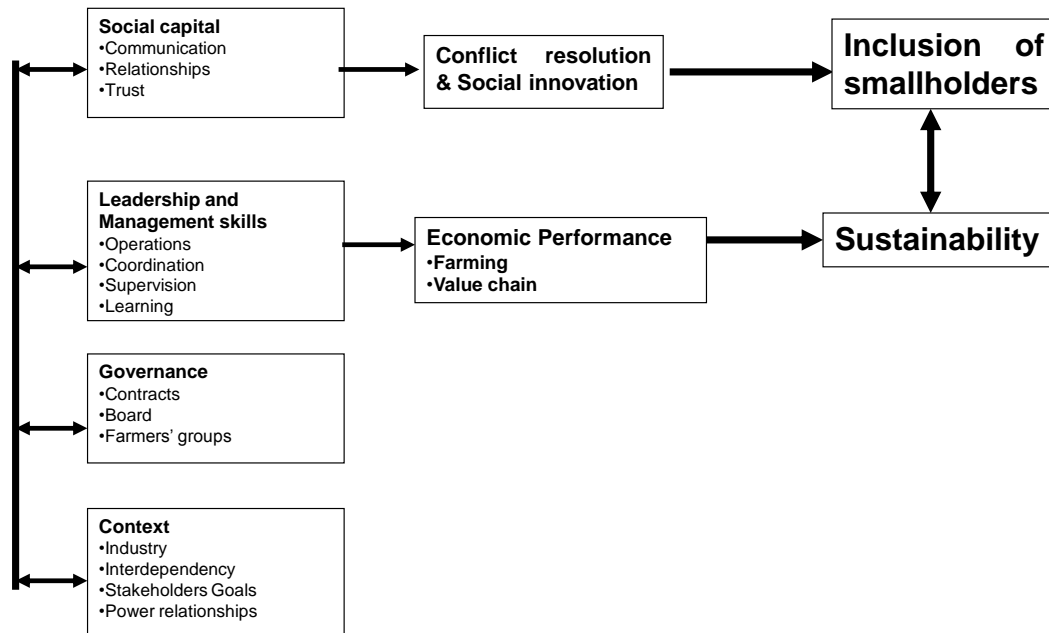 Social capital
•Communication
•Relationships
•Trust
Conflict resolution
& Social innovation
Inclusion of
smallholders
Leadership and
Management skills
•Operations
•Coordination
•Supervision
•Learning
Economic Performance
•Farming
•Value chain
Sustainability
Governance
•Contracts
•Board
•Farmers’ groups
Context
•Industry
•Interdependency
•Stakeholders Goals
•Power relationships